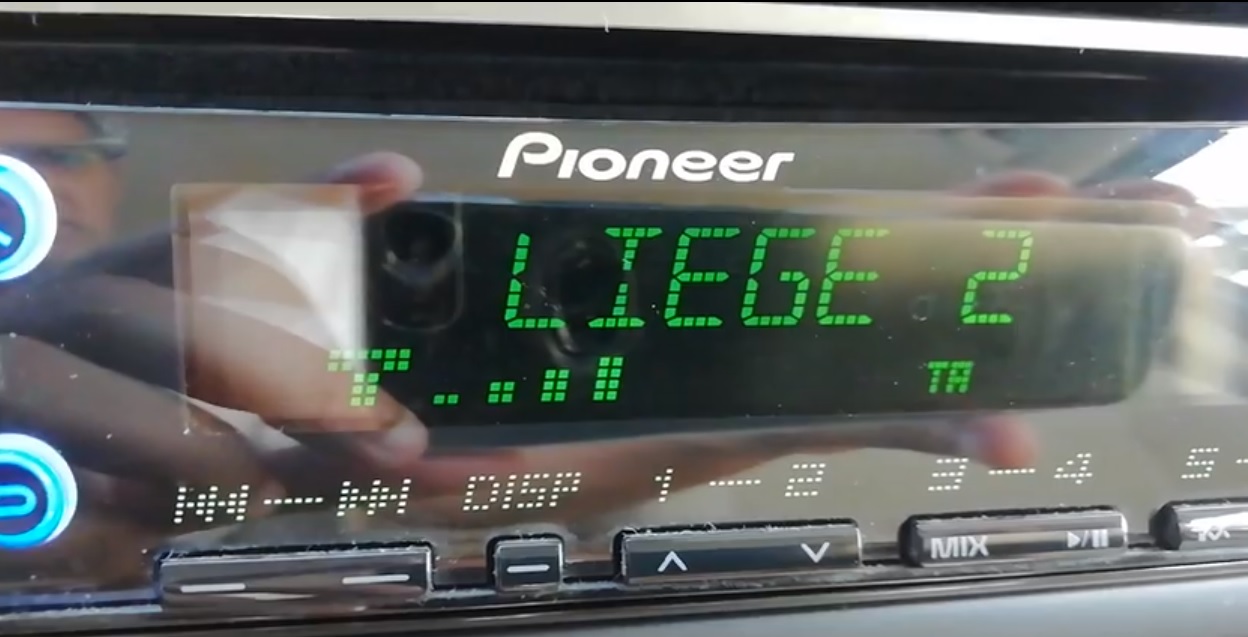 Pioneer
LIEGE 2
TA
DISP 1 — 2 3 — 4 5
MIX